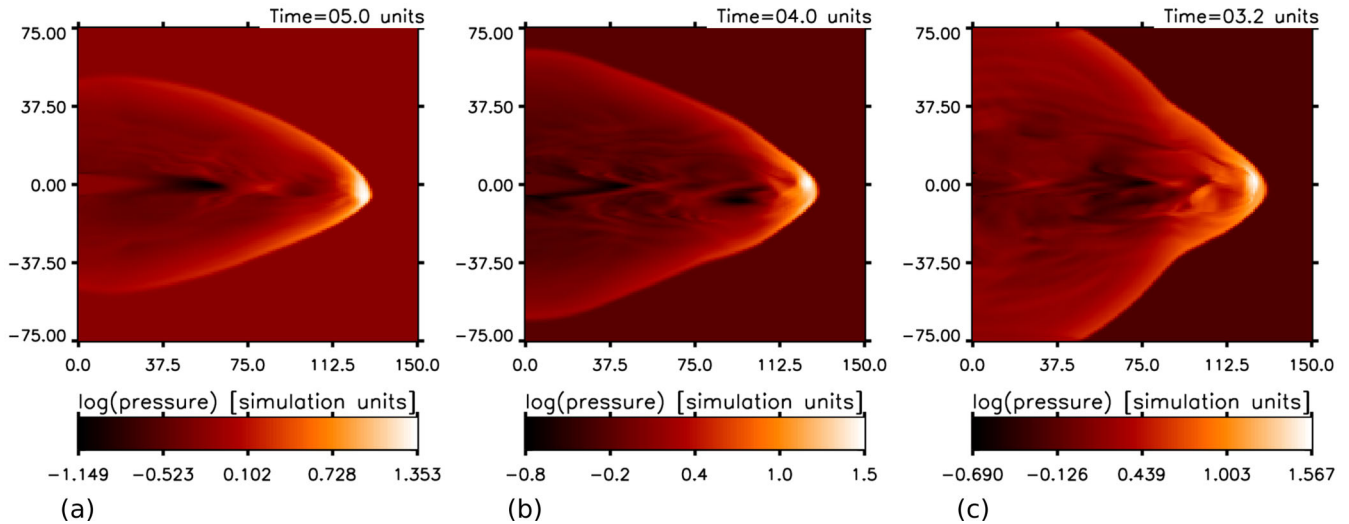 Time=05.0 units
75.00
37.50
0.00
−37.50
−75.00
0.0 37.5 75.0 112.5 150.0
log(pressure) [simulation units]
−1.149 −0.523 0.102 0.728 1.353
(a)
Time=04.0 units
75.00
37.50
0.00
−37.50
−75.00
0.0 37.5 75.0 112.5 150.0
log(pressure) [simulation units]
−0.8 −0.2 0.4 1.0 1.5
(b)
Time=03.2 units
75.00
37.50
0.00
−37.50
−75.00
0.0 37.5 75.0 112.5 150.0
log(pressure) [simulation units]
−0.690 −0.126 0.439 1.003 1.567
(c)